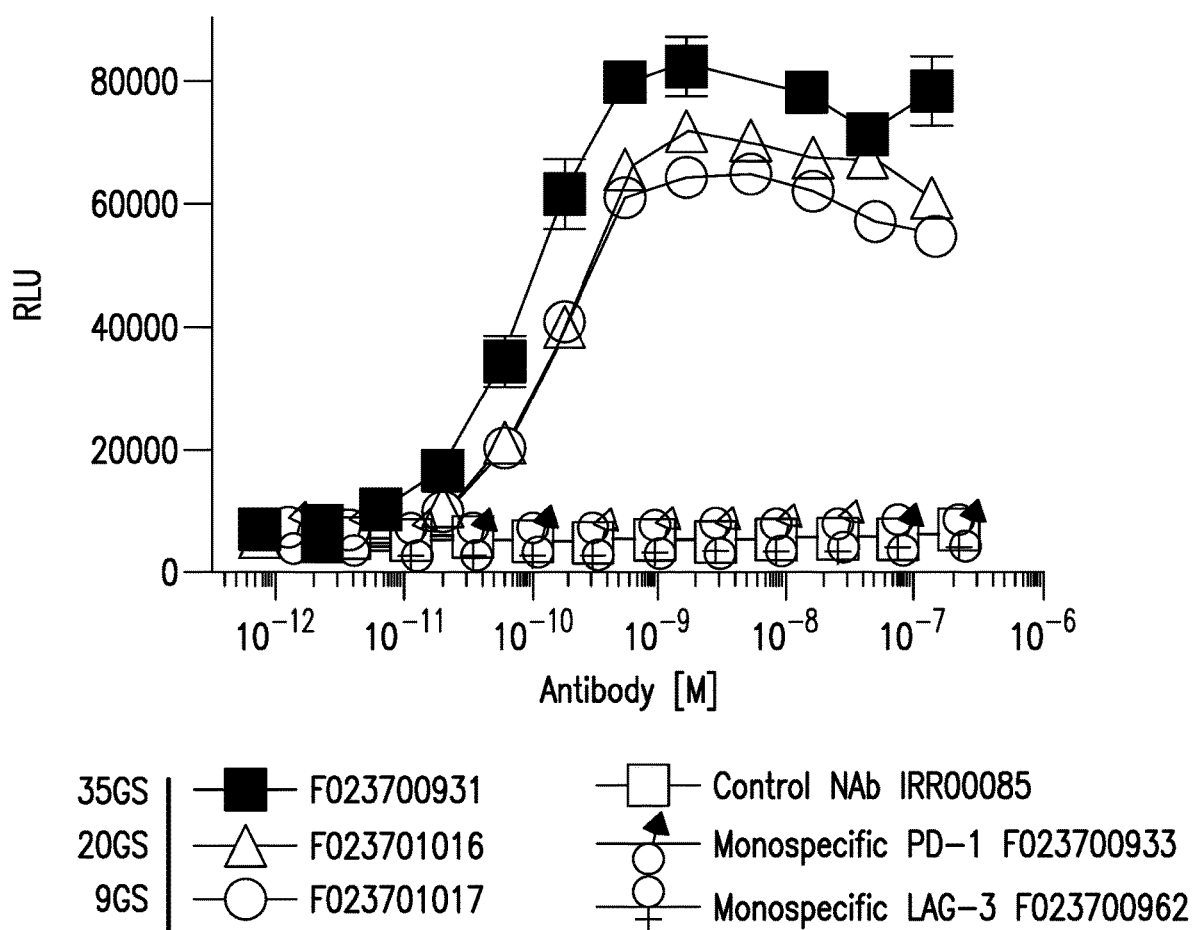 80000
60000
40000
20000
0
RLU
10⁻¹² 10⁻¹¹ 10⁻¹⁰ 10⁻⁹ 10⁻⁸ 10⁻⁷ 10⁻⁶
Antibody [M]
35GS F023700931
20GS F023701016
9GS F023701017
Control NAb IRR00085
Monospecific PD-1 F023700933
Monospecific LAG-3 F023700962